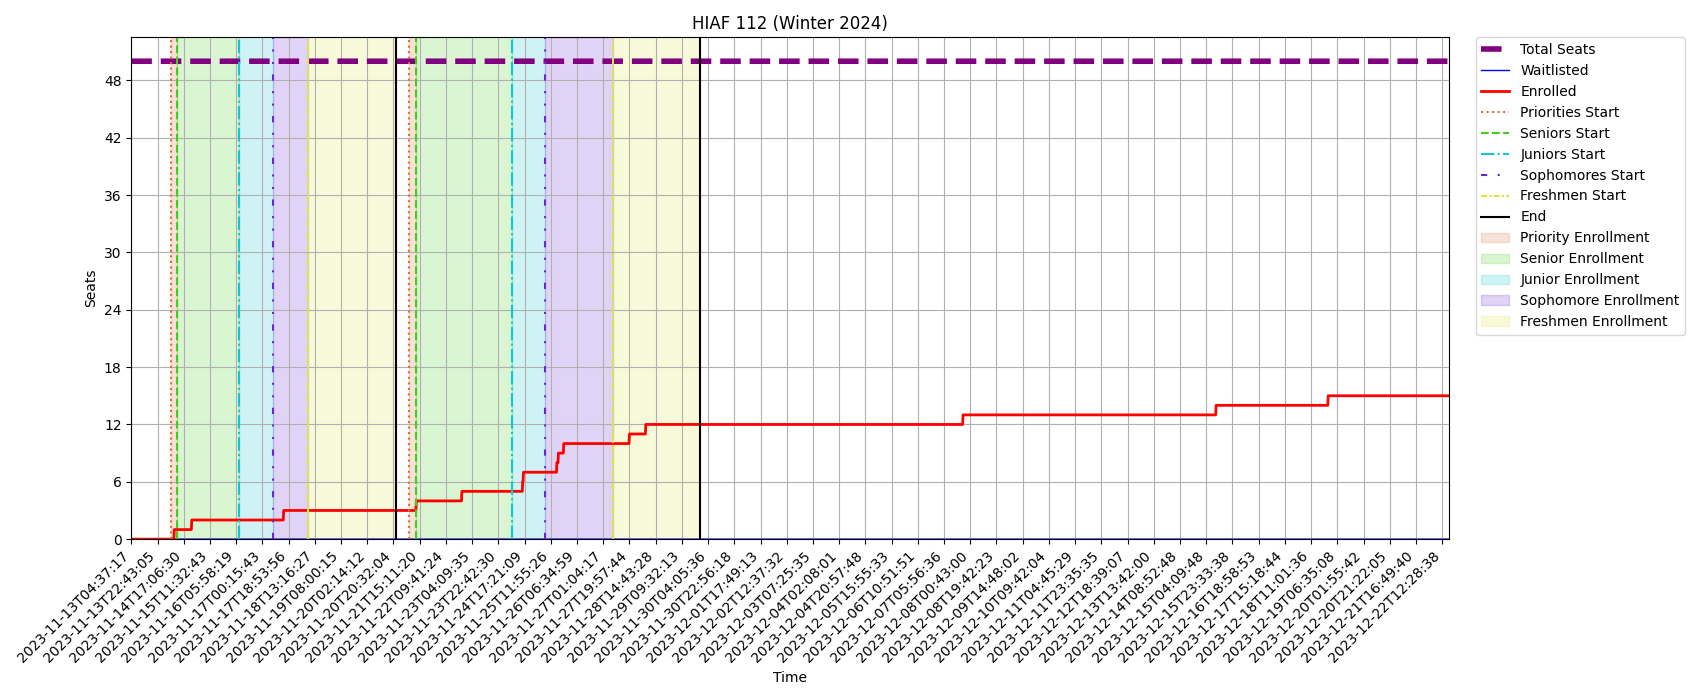 HIAF 112 (Winter 2024)
Total Seats
Waitlisted
Enrolled
Priorities Start
Seniors Start
Juniors Start
Sophomores Start
Freshmen Start
End
Priority Enrollment
Senior Enrollment
Junior Enrollment
Sophomore Enrollment
Freshmen Enrollment
48
42
36
30
24
18
12
6
0
Seats
2023-11-13T04:37:17
2023-11-13T22:43:05
2023-11-14T17:06:30
2023-11-15T11:32:43
2023-11-16T05:58:19
2023-11-17T00:15:43
2023-11-17T18:53:56
2023-11-18T13:16:27
2023-11-19T08:00:15
2023-11-20T02:14:12
2023-11-20T20:32:04
2023-11-21T15:11:20
2023-11-22T09:41:24
2023-11-23T04:09:35
2023-11-23T22:42:30
2023-11-24T17:21:09
2023-11-25T11:55:26
2023-11-26T06:34:59
2023-11-27T01:04:17
2023-11-27T19:57:44
2023-11-28T14:43:28
2023-11-29T09:32:13
2023-11-30T04:05:36
2023-11-30T22:56:18
2023-12-01T17:49:13
2023-12-02T12:37:32
2023-12-03T07:25:35
2023-12-04T02:08:01
2023-12-04T20:57:48
2023-12-05T15:55:33
2023-12-06T10:51:51
2023-12-07T05:56:36
2023-12-08T00:43:00
2023-12-08T19:42:23
2023-12-09T14:48:02
2023-12-10T09:42:04
2023-12-11T04:45:29
2023-12-11T23:35:35
2023-12-12T18:39:07
2023-12-13T13:42:00
2023-12-14T08:52:48
2023-12-15T04:09:48
2023-12-15T23:33:38
2023-12-16T18:58:53
2023-12-17T15:18:44
2023-12-18T11:01:36
2023-12-19T06:35:08
2023-12-20T01:55:42
2023-12-20T21:22:05
2023-12-21T16:49:40
2023-12-22T12:28:38
Time